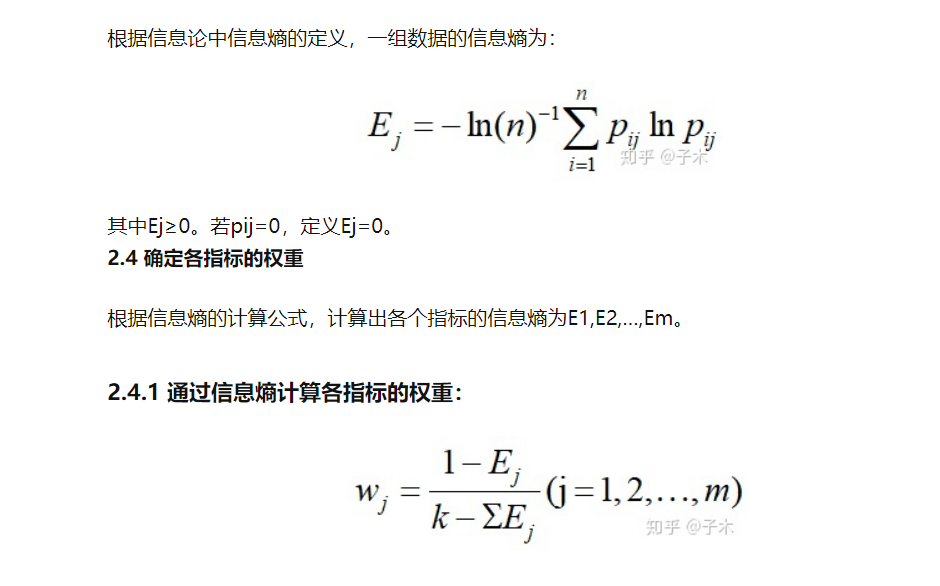 根据信息论中信息熵的定义，一组数据的信息熵为：
E_j = -ln(n)^{-1} \sum_{i=1}^{n} p_{ij} ln p_{ij}
知乎 @子木
其中Ej≥0。若pij=0，定义Ej=0。
2.4 确定各指标的权重
根据信息熵的计算公式，计算出各个指标的信息熵为E1,E2,…,Em。
2.4.1 通过信息熵计算各指标的权重：
w_j = \frac{1-E_j}{k-ΣE_j} (j=1,2,…,m)
知乎 @子木